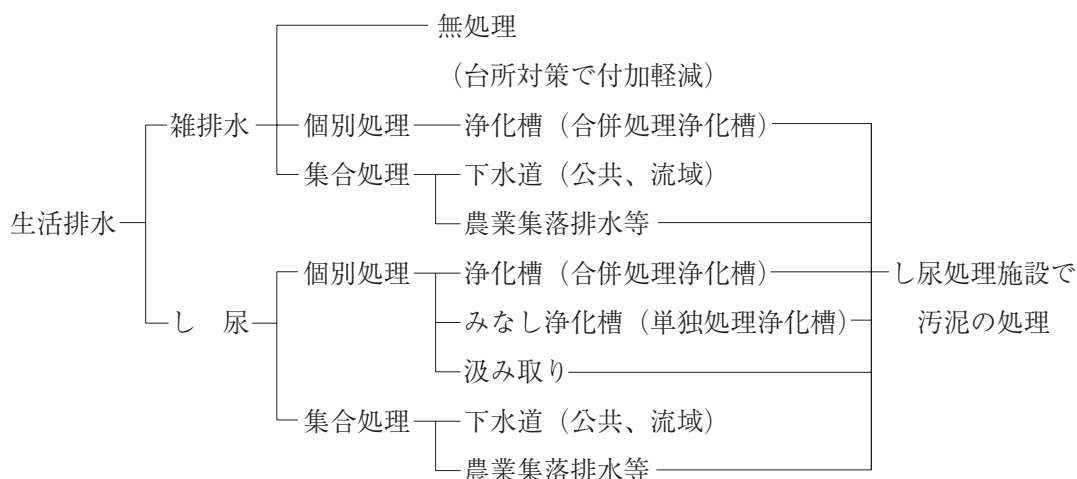 無処理
（台所対策で付加軽減）
雑排水 個別処理 浄化槽（合併処理浄化槽）
集合処理 下水道（公共、流域）
生活排水 農業集落排水等
個別処理 浄化槽（合併処理浄化槽） し尿処理施設で
し　尿 みなし浄化槽（単独処理浄化槽） 汚泥の処理
汲み取り
集合処理 下水道（公共、流域）
農業集落排水等